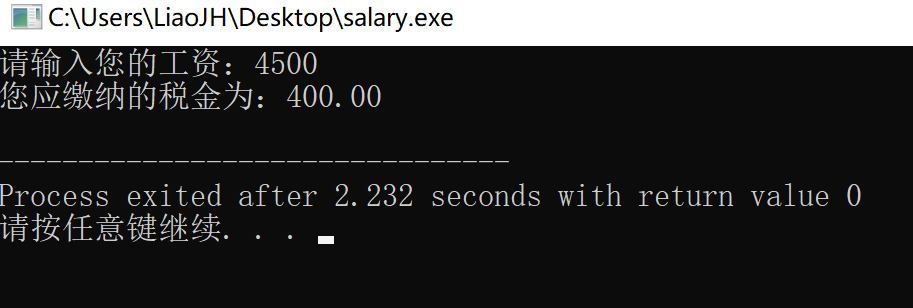 C:\Users\LiaoJH\Desktop\salary.exe
请输入您的工资：4500
您应缴纳的税金为：400.00
--------------------------------
Process exited after 2.232 seconds with return value 0
请按任意键继续. . .